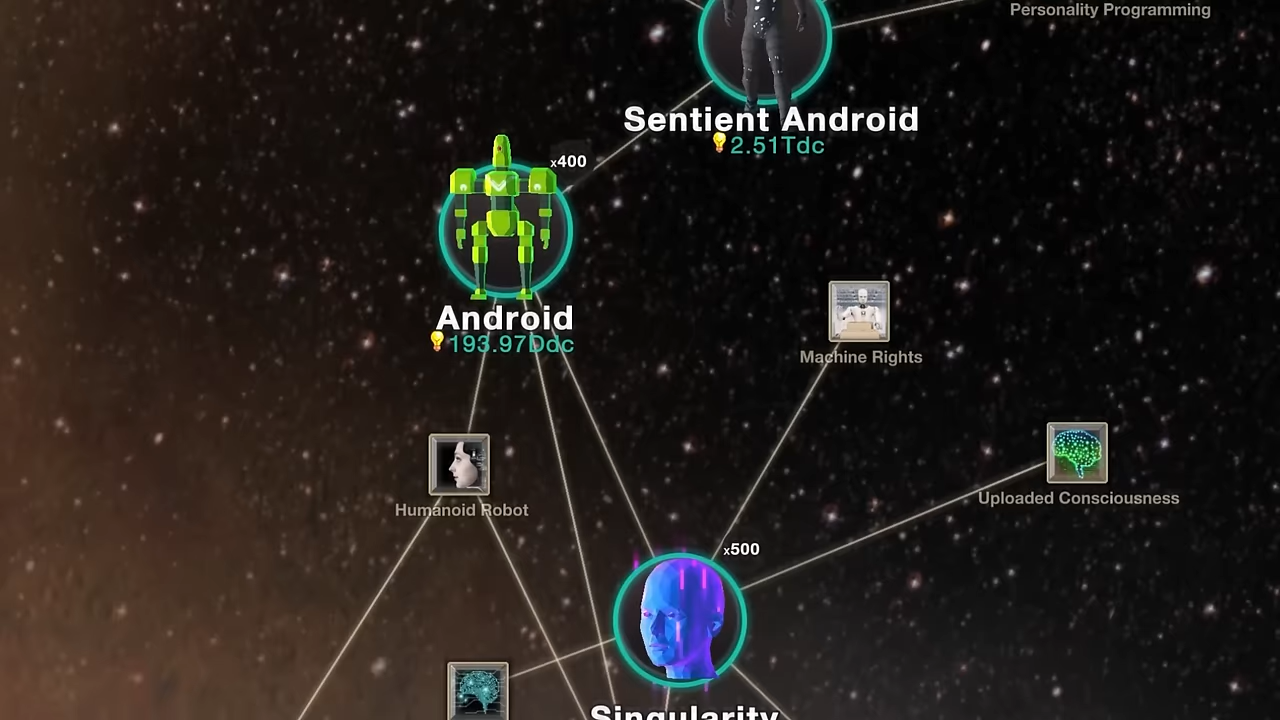 Personality Programming
Sentient Android
2.51Tdc
x400
Android
193.97Ddc
Machine Rights
Uploaded Consciousness
Humanoid Robot
x500
Singularity